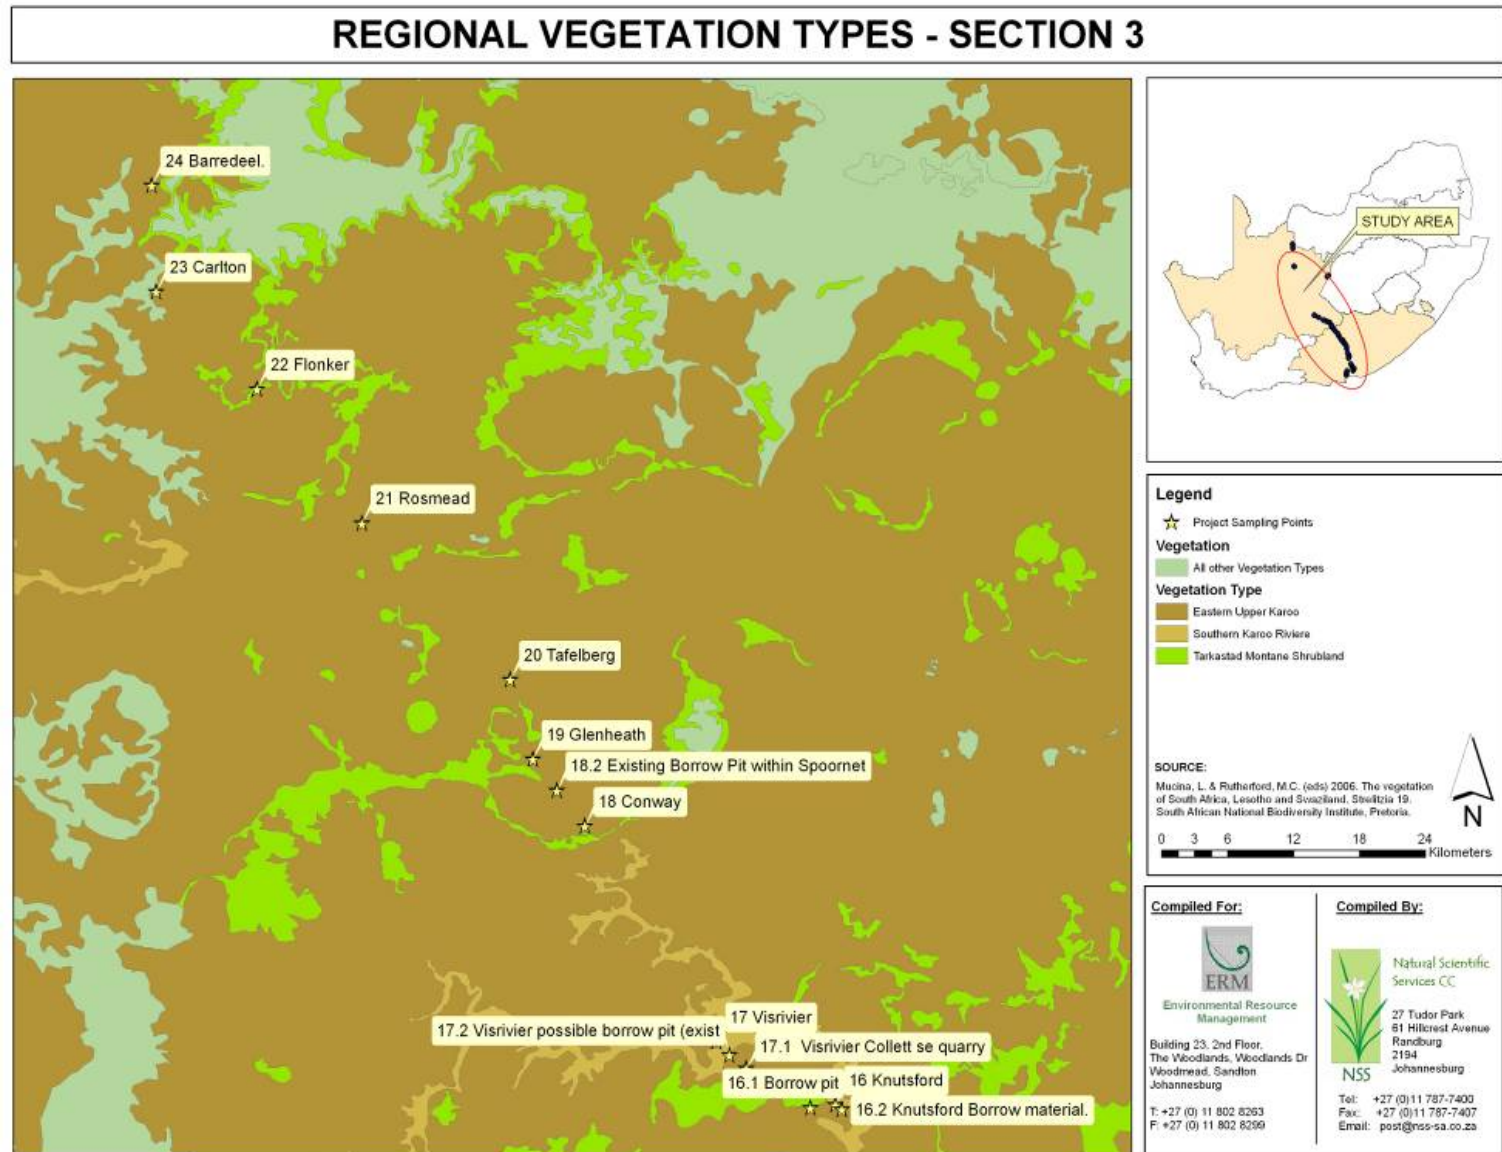 REGIONAL VEGETATION TYPES - SECTION 3
24 Barredeel.
23 Carlton
22 Flonker
21 Rosmead
20 Tafelberg
19 Glenheath
18.2 Existing Borrow Pit within Spoornet
18 Conway
17 Visrivier
17.2 Visrivier possible borrow pit (exist
17.1 Visrivier Collett se quarry
16.1 Borrow pit
16 Knutsford
16.2 Knutsford Borrow material.
STUDY AREA
Legend
Project Sampling Points
Vegetation
All other Vegetation Types
Vegetation Type
Eastern Upper Karoo
Southern Karoo Riviere
Tarkastad Montane Shrubland
SOURCE:
Mucina, L. & Rutherford, M.C. (eds) 2006. The vegetation
of South Africa, Lesotho and Swaziland. Strelitzia 19.
South African National Biodiversity Institute, Pretoria.
N
0 3 6 12 18 24
Kilometers
Compiled For:
ERM
Environmental Resource
Management
Building 23, 2nd Floor,
The Woodlands, Woodlands Dr
Woodmead, Sandton
Johannesburg
T: +27 (0) 11 802 8263
F: +27 (0) 11 802 8299
Compiled By:
Natural Scientific
Services CC
NSS
27 Tudor Park
61 Hillcrest Avenue
Randburg
2194
Johannesburg
Tel: +27 (0)11 787-7400
Fax: +27 (0)11 787-7407
Email: post@nss-sa.co.za